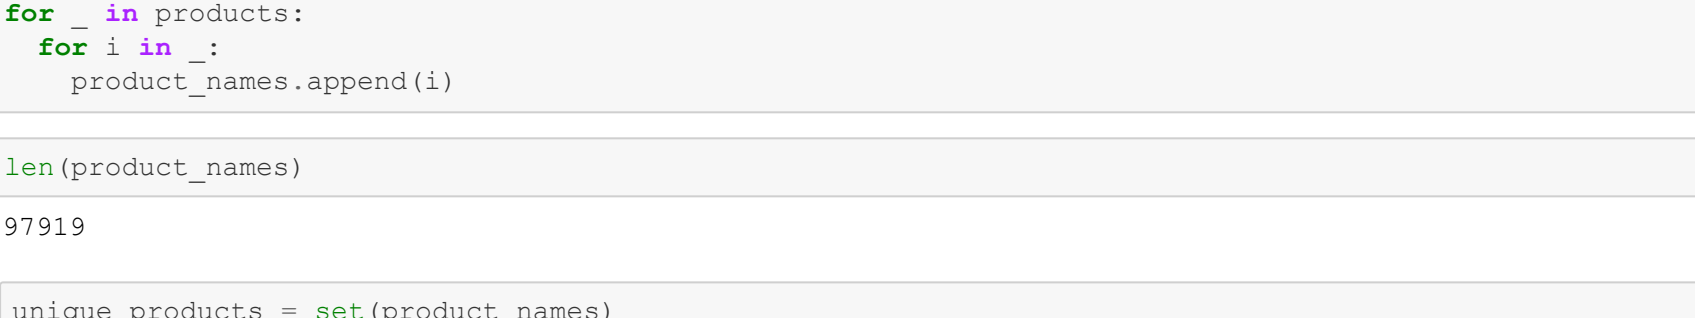 for _ in products:
  for i in _:
    product_names.append(i)
len(product_names)
97919
unique_products = set(product_names)